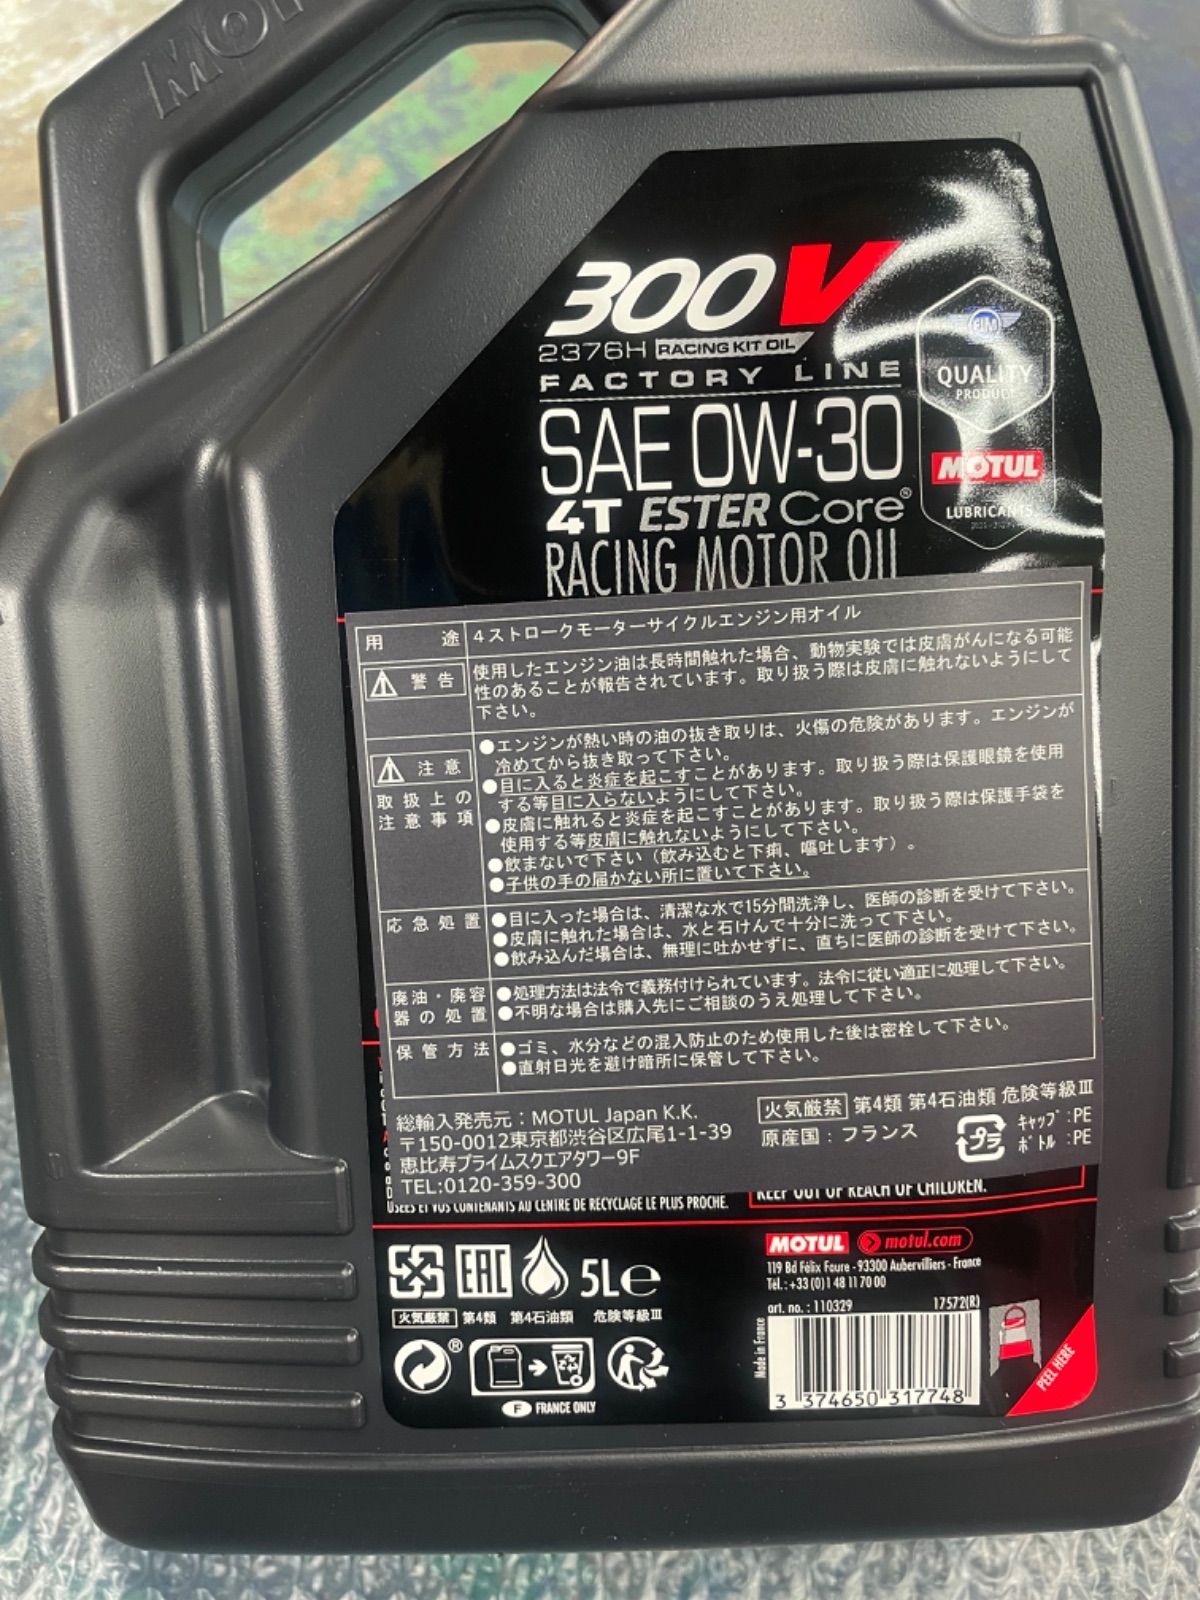 300V
2376H RACING KIT OIL
FACTORY LINE
SAE 0W-30
4T ESTER Core®
RACING MOTOR OIL
FIM
QUALITY
PRODUCT
MOTUL
LUBRICANTS
用途 4ストロークモーターサイクルエンジン用オイル
警告
使用したエンジン油は長時間触れた場合、動物実験では皮膚がんになる可能
性のあることが報告されています。取り扱う際は皮膚に触れないようにして
下さい。
注意
取扱上の
注意事項
●エンジンが熱い時の油の抜き取りは、火傷の危険があります。エンジンが
冷めてから抜き取って下さい。
●目に入ると炎症を起こすことがあります。取り扱う際は保護眼鏡を使用
する等目に入らないようにして下さい。
●皮膚に触れると炎症を起こすことがあります。取り扱う際は保護手袋を
使用する等皮膚に触れないようにして下さい。
●飲まないで下さい（飲み込むと下痢、嘔吐します）。
●子供の手の届かない所に置いて下さい。
応急処置
●目に入った場合は、清潔な水で15分間洗浄し、医師の診断を受けて下さい。
●皮膚に触れた場合は、水と石けんで十分に洗って下さい。
●飲み込んだ場合は、無理に吐かせずに、直ちに医師の診断を受けて下さい。
廃油・廃容
器の処置
●処理方法は法令で義務付けられています。法令に従い適正に処理して下さい。
●不明な場合は購入先にご相談のうえ処理して下さい。
保管方法
●ゴミ、水分などの混入防止のため使用した後は密栓して下さい。
●直射日光を避け暗所に保管して下さい。
総輸入発売元：MOTUL Japan K.K.
〒150-0012東京都渋谷区広尾1-1-39
恵比寿プライムスクエアタワー9F
TEL:0120-359-300
火気厳禁 第4類 第4石油類 危険等級Ⅲ
原産国：フランス
プラ
ｷｬｯﾌﾟ:PE
ﾎﾞﾄﾙ:PE
USÉES ET VOS CONTENANTS AU CENTRE DE RECYCLAGE LE PLUS PROCHE.
KEEP OUT OF REACH OF CHILDREN.
EAC 5L℮
火気厳禁 第4類 第4石油類 危険等級Ⅲ
®
F FRANCE ONLY
MOTUL motul.com
119 Bd Félix Faure - 93300 Aubervilliers - France
Tél.: +33 (0)1 48 11 70 00
art. no.: 110329 17572(R)
Made in France
3 374650 317748
PEEL HERE